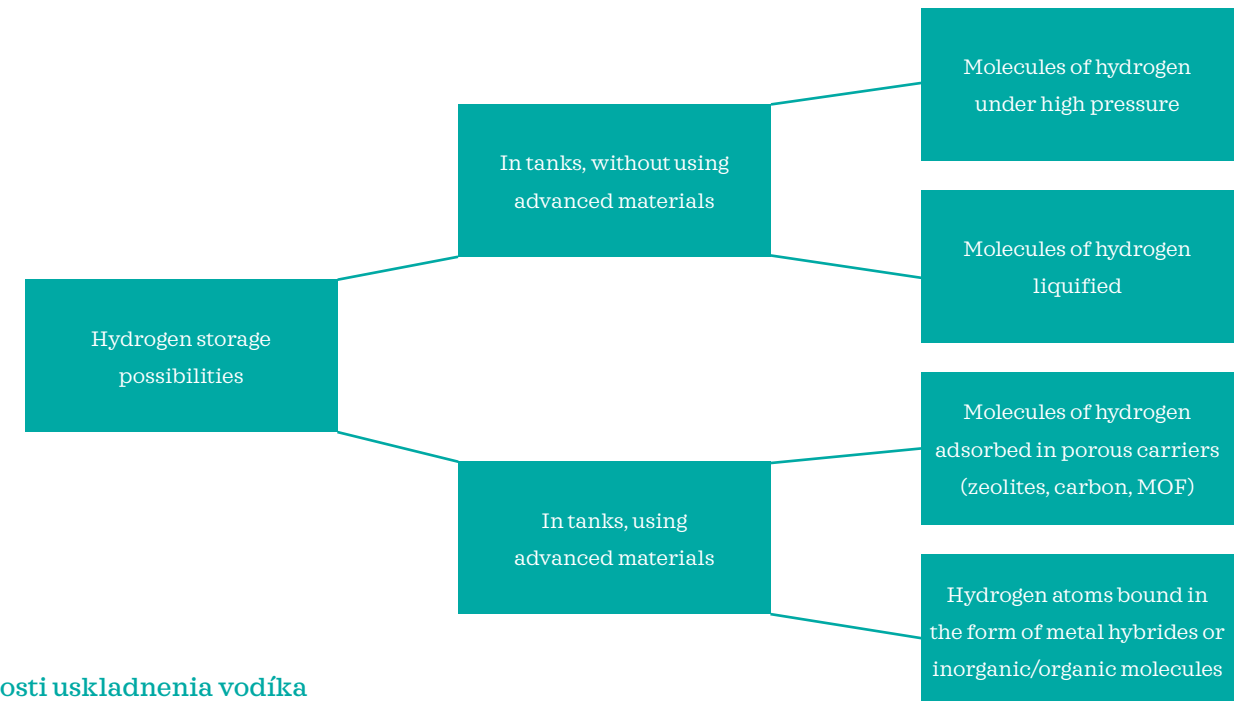 Hydrogen storage
possibilities
In tanks, without using
advanced materials
Molecules of hydrogen
under high pressure
Molecules of hydrogen
liquified
In tanks, using
advanced materials
Molecules of hydrogen
adsorbed in porous carriers
(zeolites, carbon, MOF)
Hydrogen atoms bound in
the form of metal hybrides or
inorganic/organic molecules
osti uskladnenia vodíka